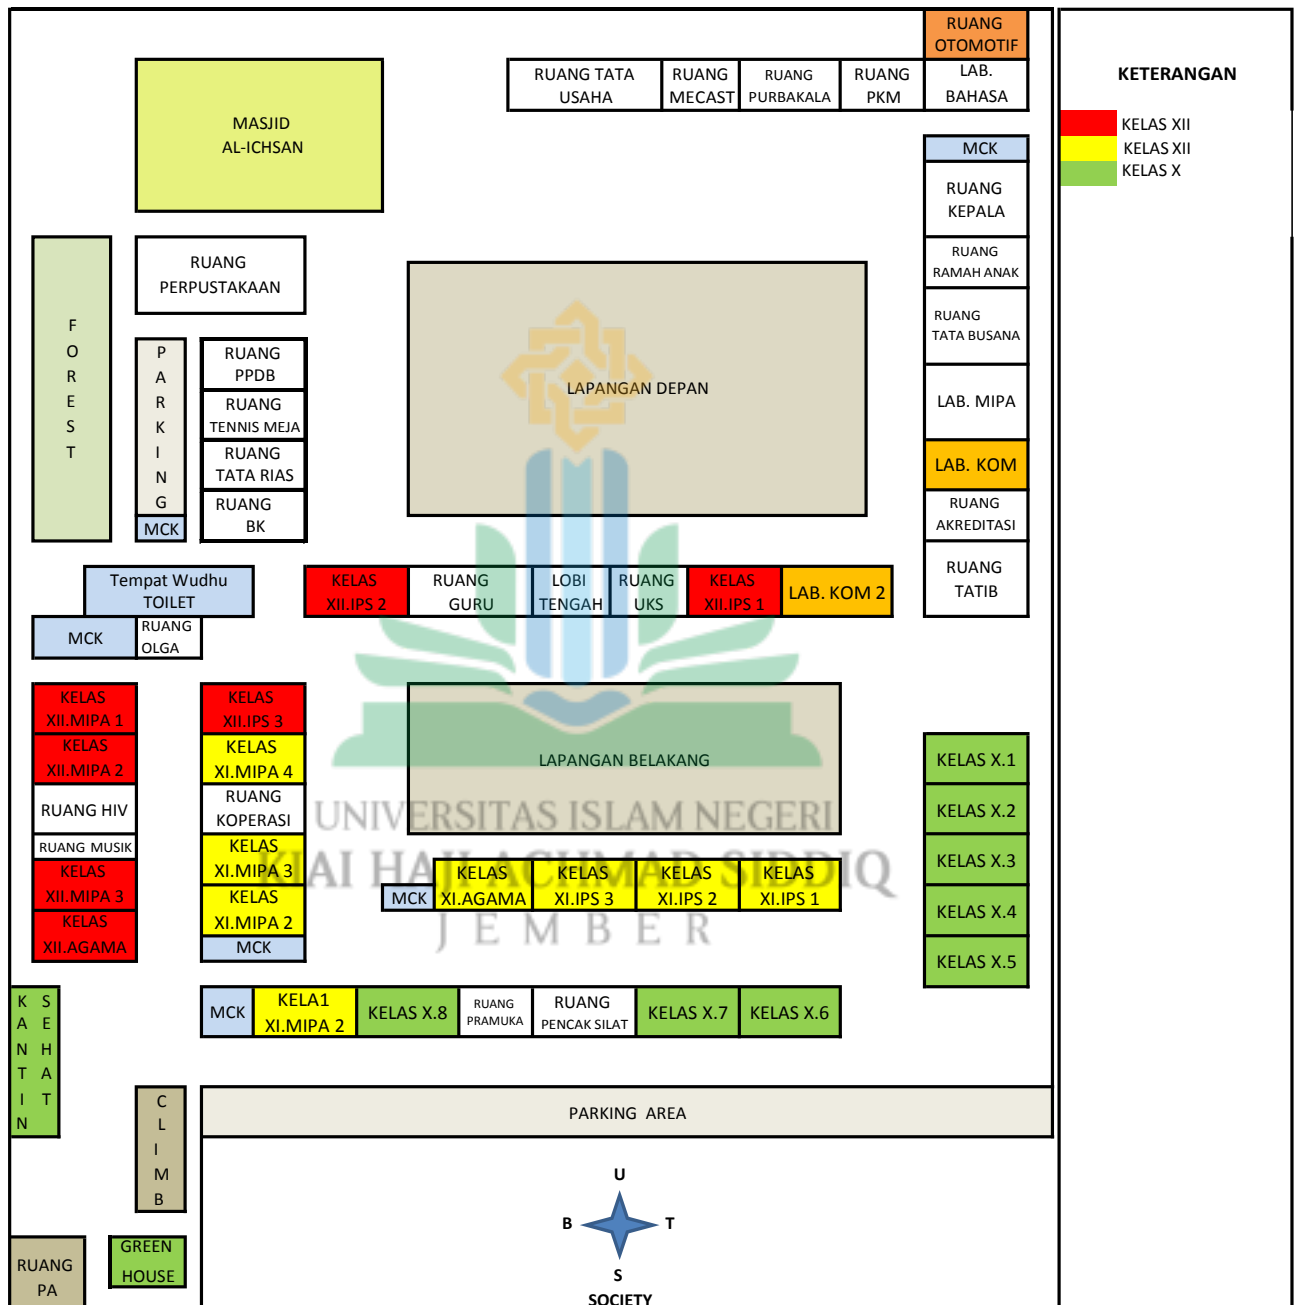 RUANG
OTOMOTIF
RUANG TATA
USAHA
RUANG
MECAST
RUANG
PURBAKALA
RUANG
PKM
LAB.
BAHASA
KETERANGAN
KELAS XII
KELAS XII
KELAS X
MASJID
AL-ICHSAN
MCK
RUANG
KEPALA
RUANG
RAMAH ANAK
RUANG
TATA BUSANA
LAB. MIPA
LAB. KOM
RUANG
AKREDITASI
RUANG
TATIB
RUANG
PERPUSTAKAAN
FOREST
PARKING
MCK
RUANG
PPDB
RUANG
TENNIS MEJA
RUANG
TATA RIAS
RUANG
BK
LAPANGAN DEPAN
Tempat Wudhu
TOILET
MCK
RUANG
OLGA
KELAS
XII.IPS 2
RUANG
GURU
LOBI
TENGAH
RUANG
UKS
KELAS
XII.IPS 1
LAB. KOM 2
KELAS
XII.MIPA 1
KELAS
XII.MIPA 2
RUANG HIV
RUANG MUSIK
KELAS
XII.MIPA 3
KELAS
XII.AGAMA
KELAS
XII.IPS 3
KELAS
XI.MIPA 4
RUANG
KOPERASI
KELAS
XI.MIPA 3
KELAS
XI.MIPA 2
MCK
LAPANGAN BELAKANG
UNIVERSITAS ISLAM NEGERI
KIAI HAJI ACHMAD SIDDIQ
JEMBER
MCK
KELAS
XI.AGAMA
KELAS
XI.IPS 3
KELAS
XI.IPS 2
KELAS
XI.IPS 1
KELAS X.1
KELAS X.2
KELAS X.3
KELAS X.4
KELAS X.5
KANTIN
SEHAT
MCK
KELA1
XI.MIPA 2
KELAS X.8
RUANG
PRAMUKA
RUANG
PENCAK SILAT
KELAS X.7
KELAS X.6
CLIMB
PARKING AREA
U
B
T
S
SOCIETY
RUANG
PA
GREEN
HOUSE